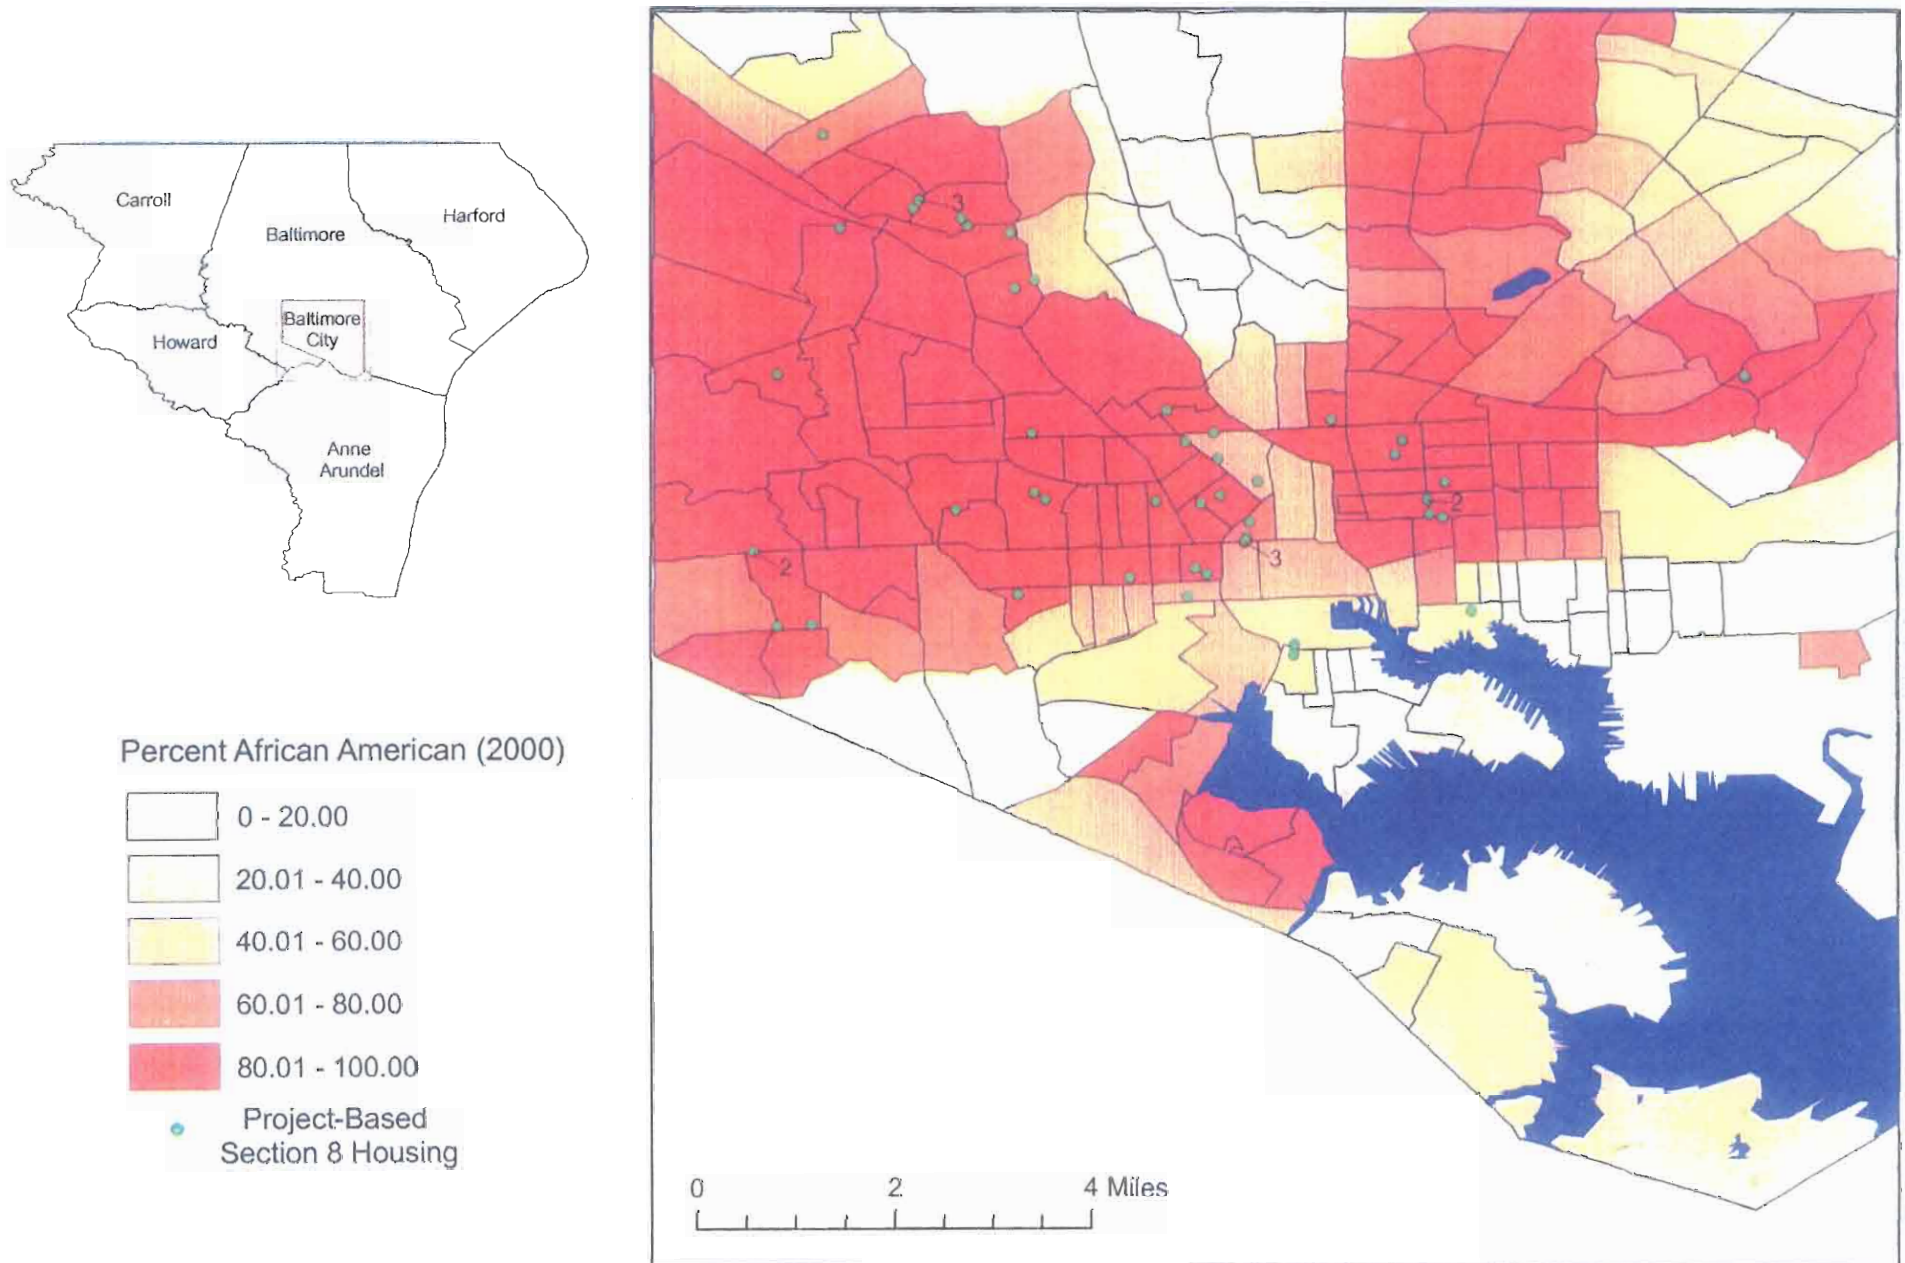 Carroll
Baltimore
Harford
Baltimore
City
Howard
Anne
Arundel
Percent African American (2000)
0 - 20.00
20.01 - 40.00
40.01 - 60.00
60.01 - 80.00
80.01 - 100.00
Project-Based
Section 8 Housing
3
2
3
2
0 2 4 Miles